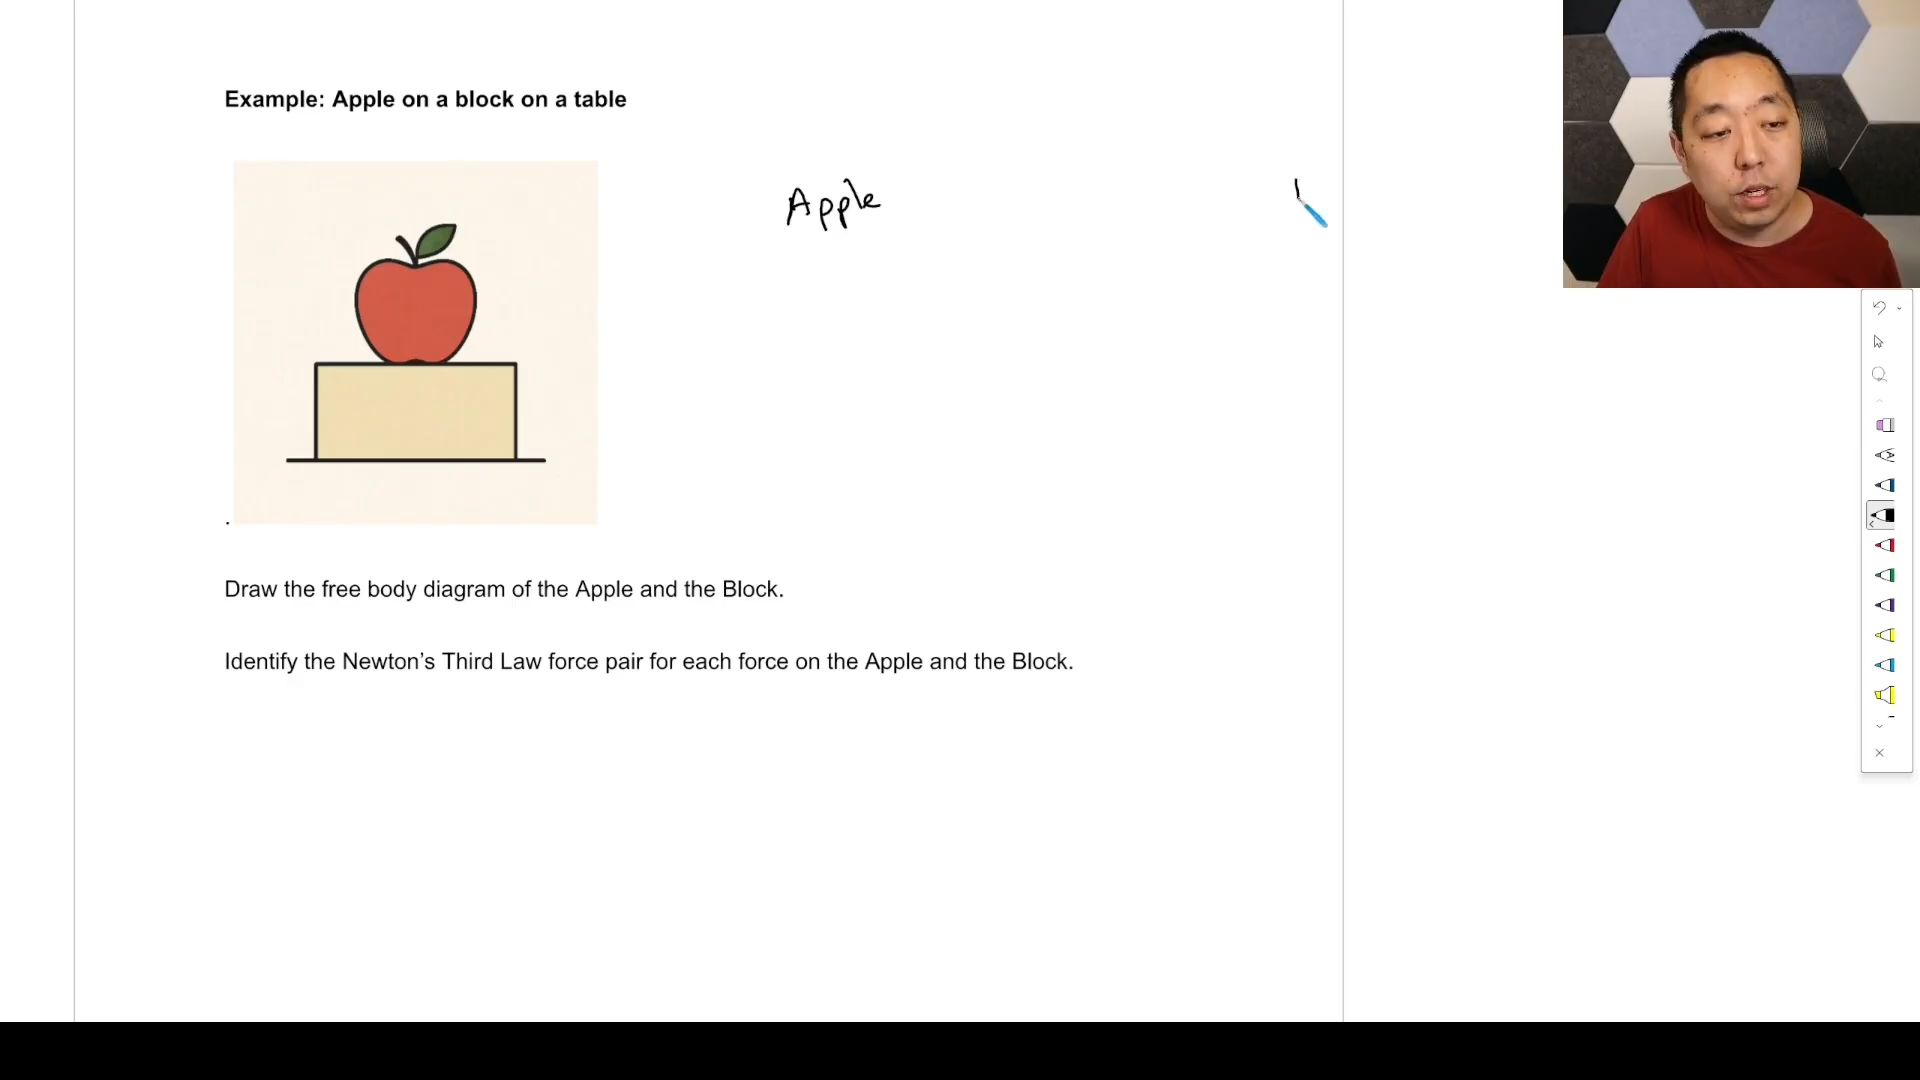 Example: Apple on a block on a table
Apple
Draw the free body diagram of the Apple and the Block.
Identify the Newton’s Third Law force pair for each force on the Apple and the Block.